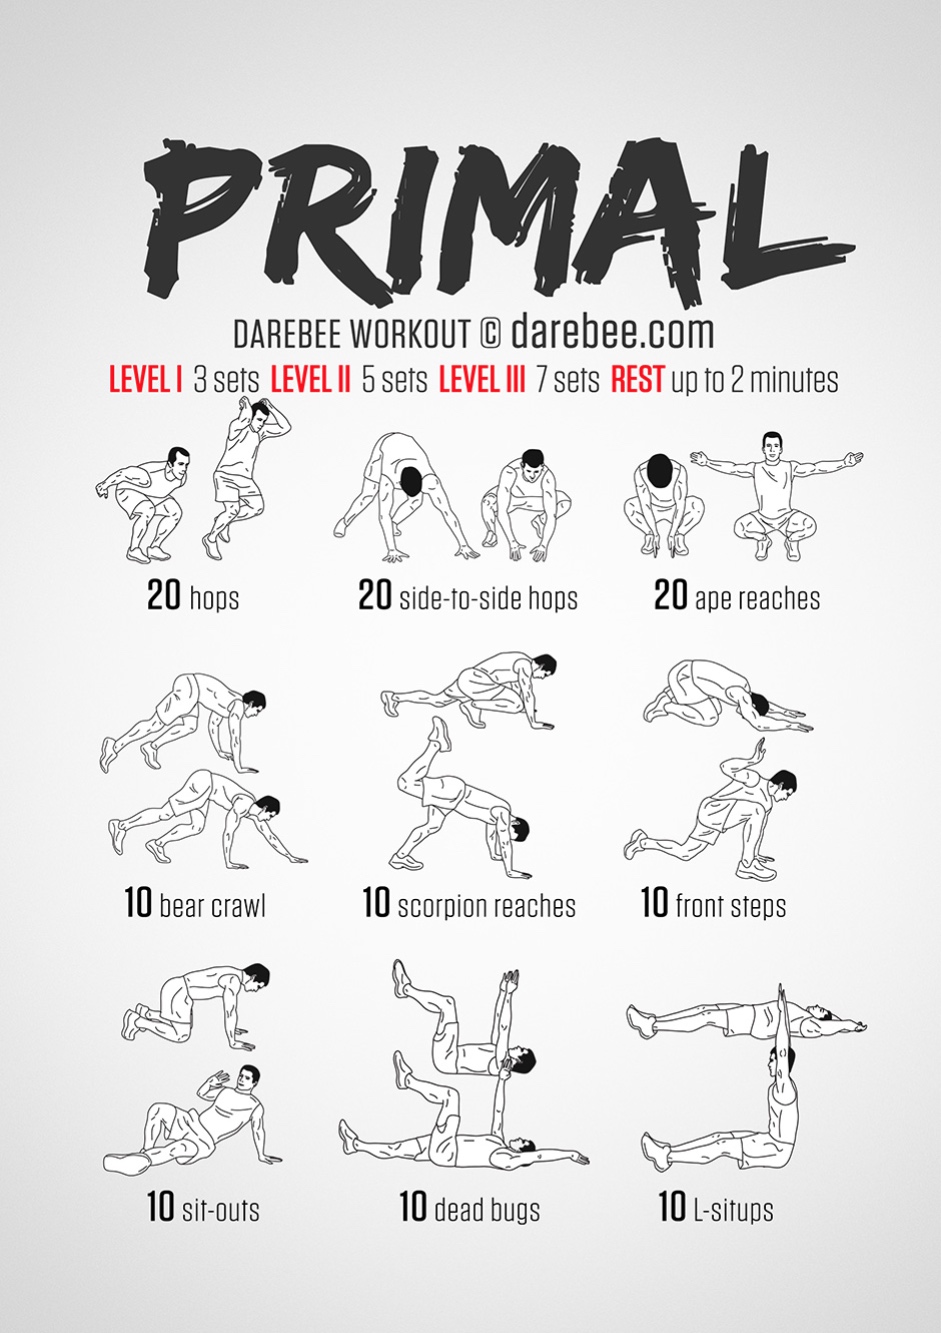 PRIMAL
DAREBEE WORKOUT © darebee.com
LEVEL I 3 sets LEVEL II 5 sets LEVEL III 7 sets REST up to 2 minutes
20 hops
20 side-to-side hops
20 ape reaches
10 bear crawl
10 scorpion reaches
10 front steps
10 sit-outs
10 dead bugs
10 L-situps